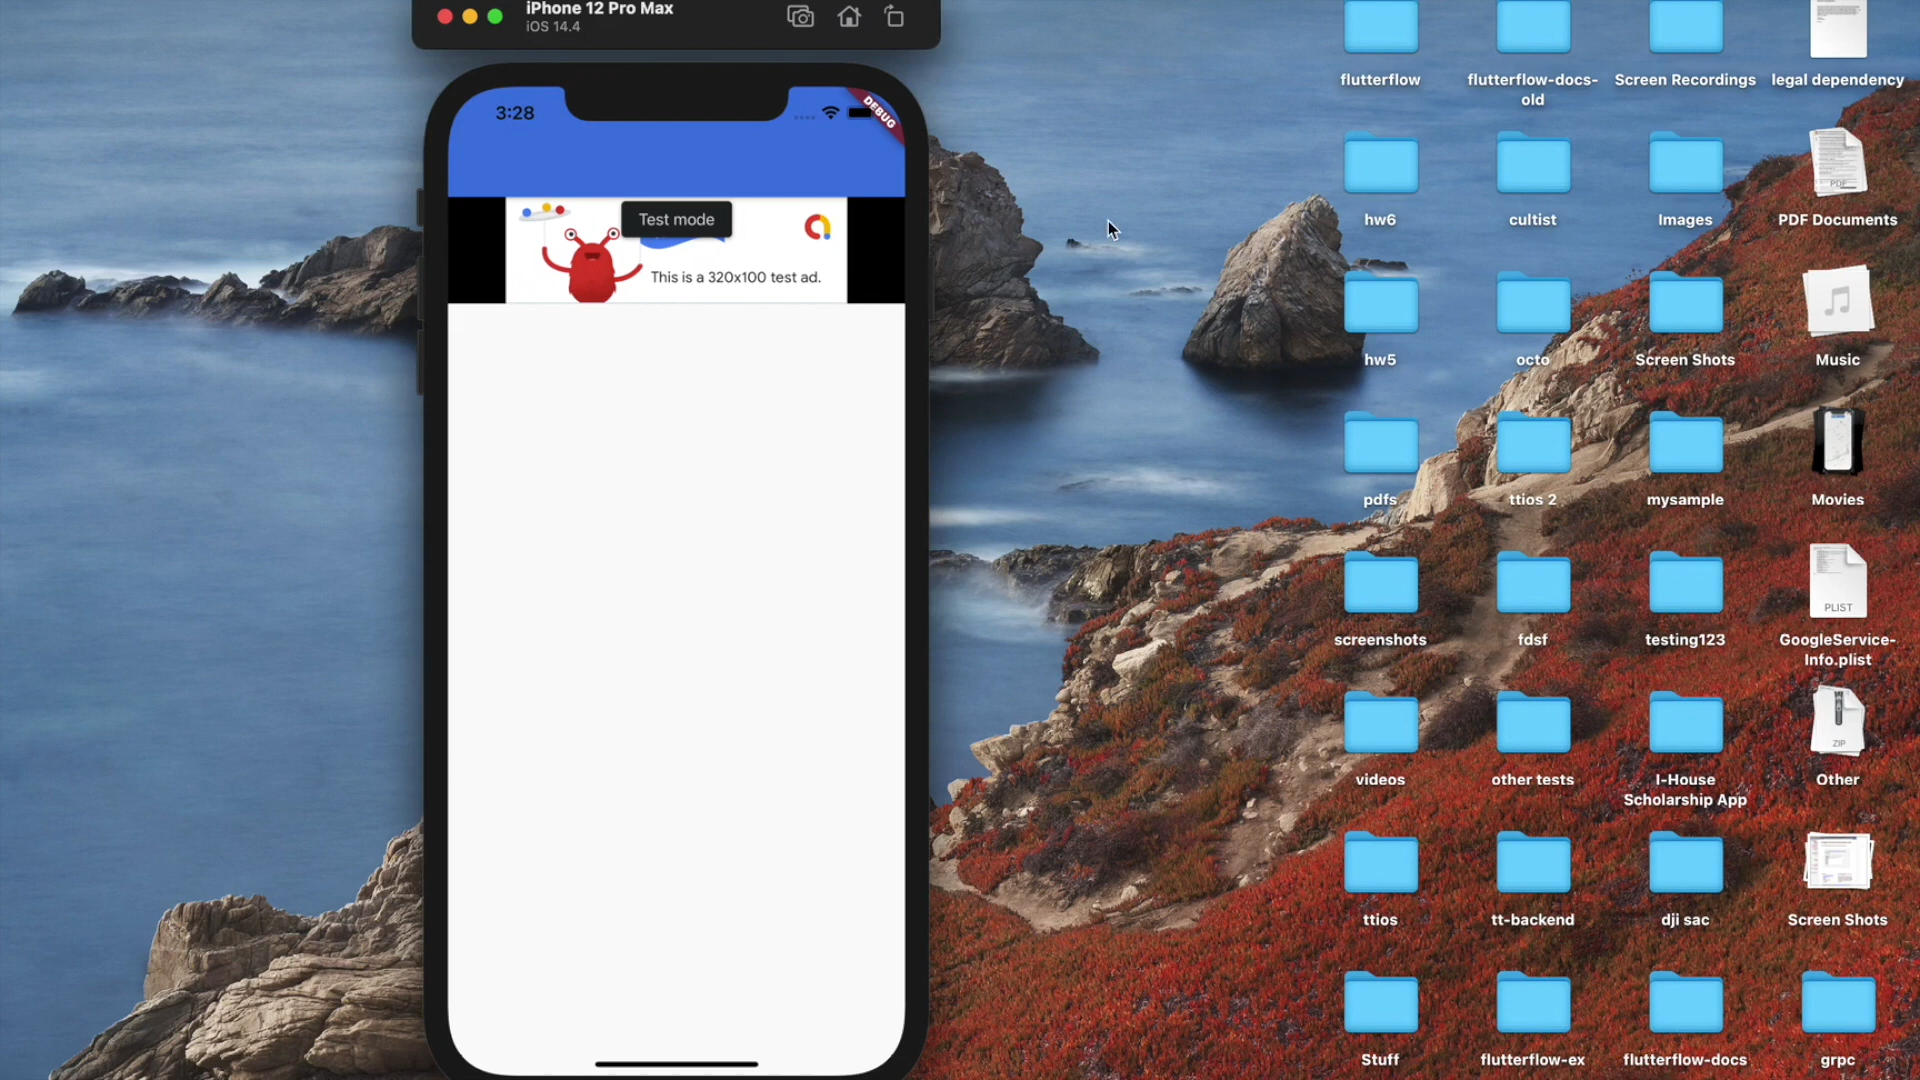 iPhone 12 Pro Max
iOS 14.4
3:28
DEBUG
Test mode
This is a 320x100 test ad.
flutterflow
flutterflow-docs-
old
Screen Recordings
legal dependency
hw6
cultist
Images
PDF
PDF Documents
hw5
octo
Screen Shots
Music
pdfs
ttios 2
mysample
Movies
screenshots
fdsf
testing123
PLIST
GoogleService-
Info.plist
videos
other tests
I-House
Scholarship App
ZIP
Other
ttios
tt-backend
dji sac
Screen Shots
Stuff
flutterflow-ex
flutterflow-docs
grpc